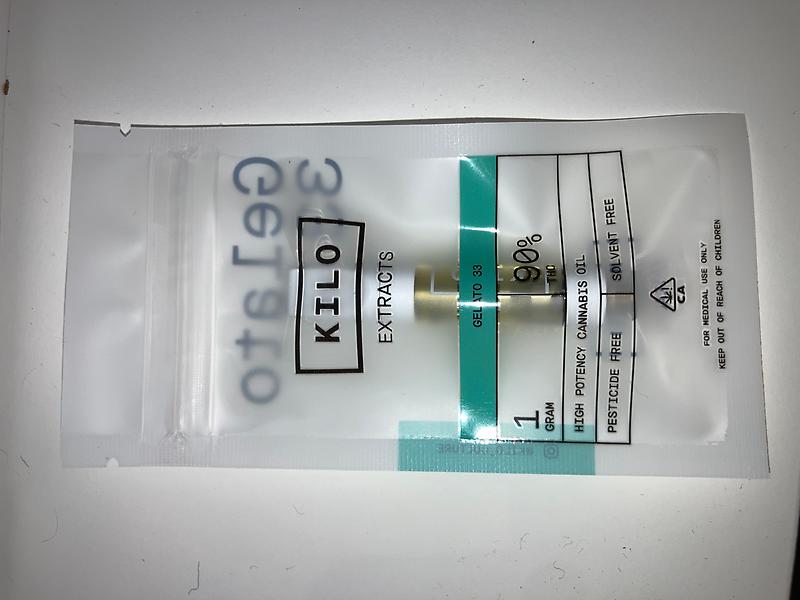 KILO
EXTRACTS
GELATO 33
1
GRAM
90%
THC
HIGH POTENCY CANNABIS OIL
PESTICIDE FREE
SOLVENT FREE
CA
FOR MEDICAL USE ONLY
KEEP OUT OF REACH OF CHILDREN
Gelato